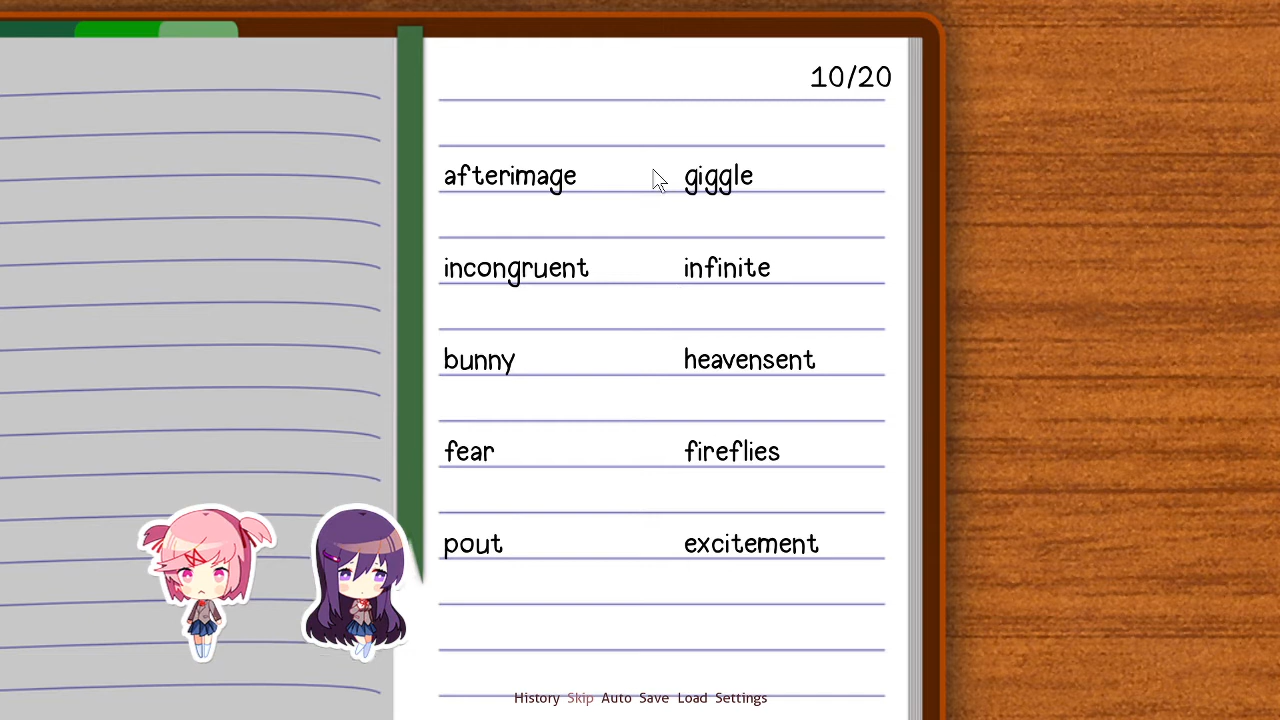 10/20
afterimage giggle
incongruent infinite
bunny heavensent
fear fireflies
pout excitement
History Skip Auto Save Load Settings